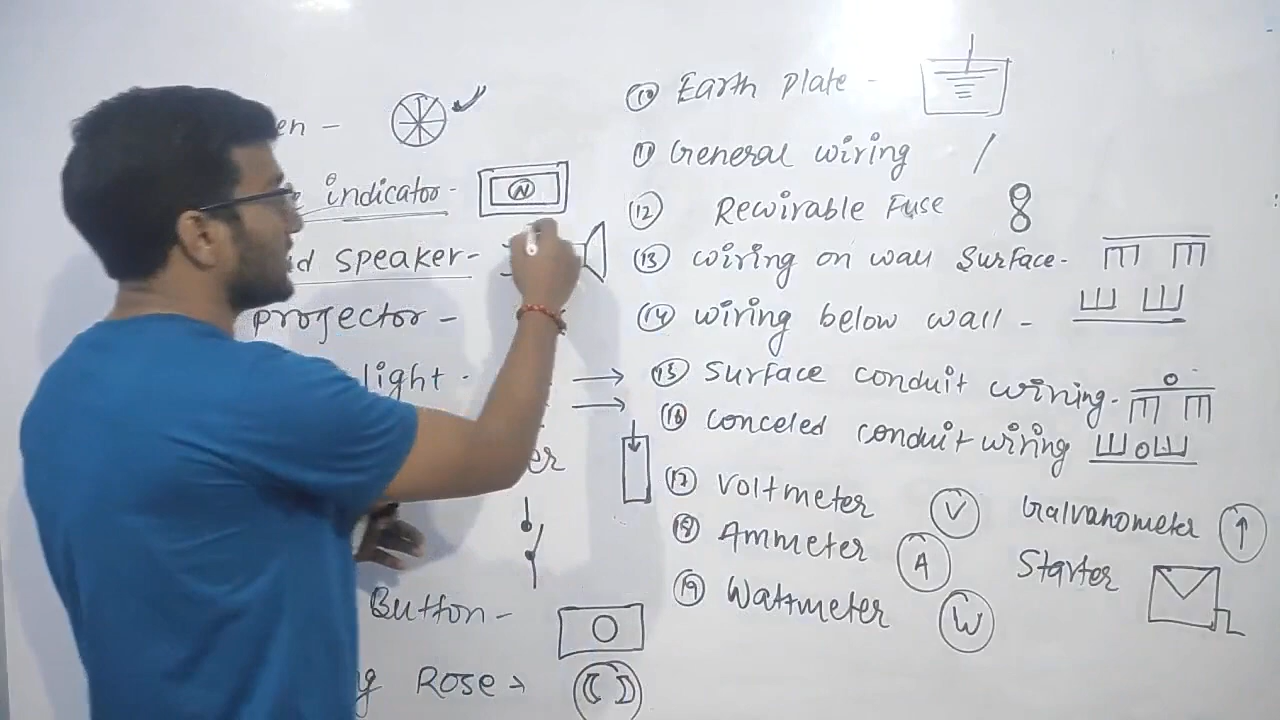 indicator-
N
speaker-
projector-
light-
Button-
Rose→
⑩ Earth plate -
⑪ General wiring /
⑫ Rewirable Fuse
⑬ wiring on wall surface-
⑭ wiring below wall -
⑮ Surface conduit wiring-
⑯ Conceled conduit wiring
⑰ Voltmeter V Galvanometer
⑱ Ammeter A Starter
⑲ Wattmeter W